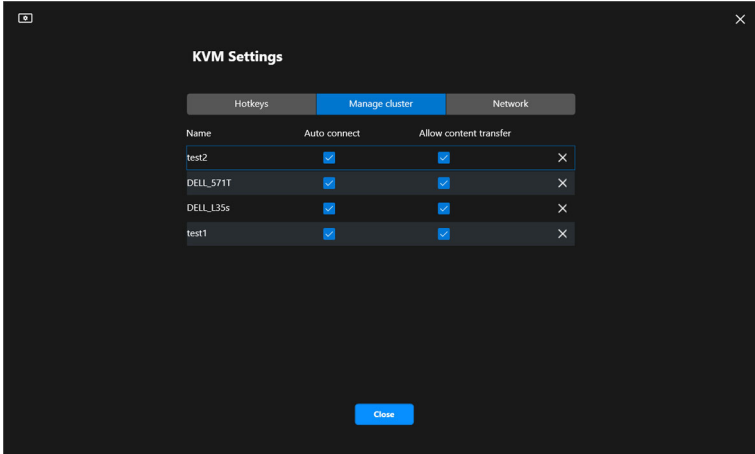 KVM Settings
Hotkeys Manage cluster Network
Name Auto connect Allow content transfer
test2
DELL_571T
DELL_L35s
test1
Close